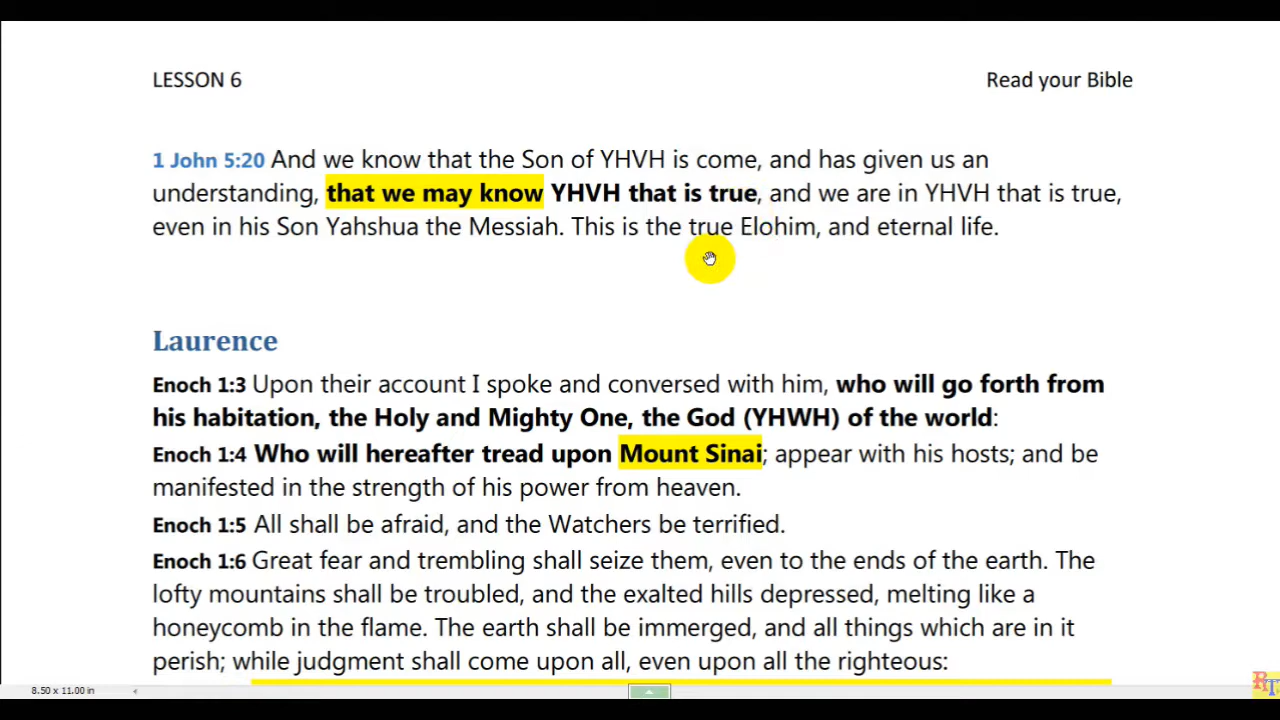 LESSON 6 Read your Bible
1 John 5:20 And we know that the Son of YHVH is come, and has given us an
understanding, that we may know YHVH that is true, and we are in YHVH that is true,
even in his Son Yahshua the Messiah. This is the true Elohim, and eternal life.
Laurence
Enoch 1:3 Upon their account I spoke and conversed with him, who will go forth from
his habitation, the Holy and Mighty One, the God (YHWH) of the world:
Enoch 1:4 Who will hereafter tread upon Mount Sinai; appear with his hosts; and be
manifested in the strength of his power from heaven.
Enoch 1:5 All shall be afraid, and the Watchers be terrified.
Enoch 1:6 Great fear and trembling shall seize them, even to the ends of the earth. The
lofty mountains shall be troubled, and the exalted hills depressed, melting like a
honeycomb in the flame. The earth shall be immerged, and all things which are in it
perish; while judgment shall come upon all, even upon all the righteous:
8.50 x 11.00 in
RT